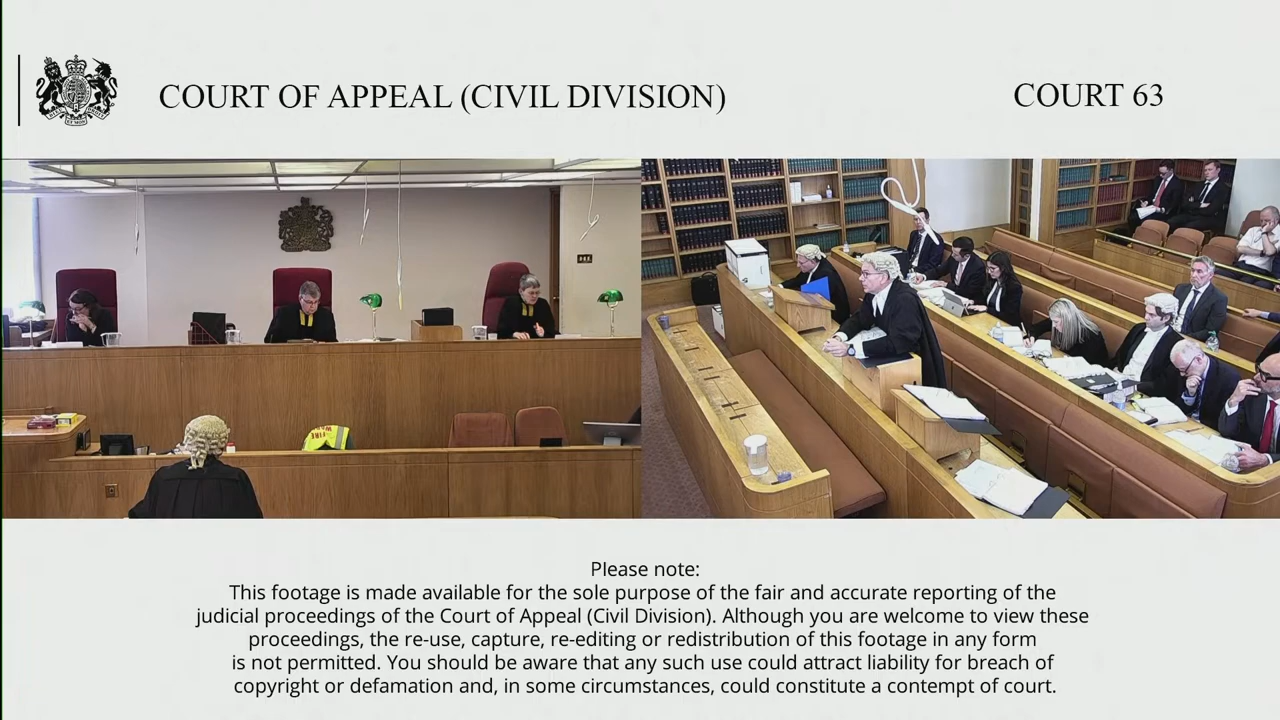 COURT OF APPEAL (CIVIL DIVISION)
COURT 63
FIRE
Please note:
This footage is made available for the sole purpose of the fair and accurate reporting of the
judicial proceedings of the Court of Appeal (Civil Division). Although you are welcome to view these
proceedings, the re-use, capture, re-editing or redistribution of this footage in any form
is not permitted. You should be aware that any such use could attract liability for breach of
copyright or defamation and, in some circumstances, could constitute a contempt of court.